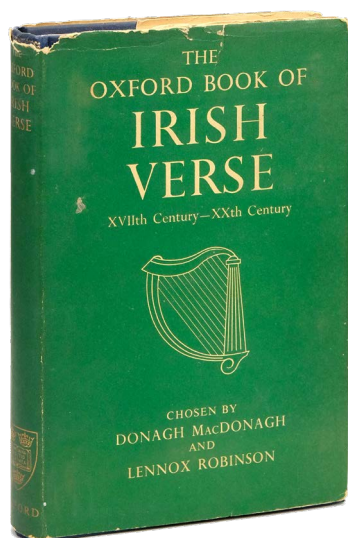 THE
OXFORD BOOK OF
IRISH
VERSE
XVIIth Century—XXth Century
CHOSEN BY
DONAGH MACDONAGH
AND
LENNOX ROBINSON
OXFORD
BOOK OF
IRISH
VERSE